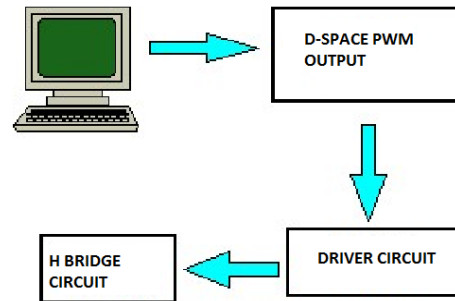 D-SPACE PWM
OUTPUT
DRIVER CIRCUIT
H BRIDGE
CIRCUIT